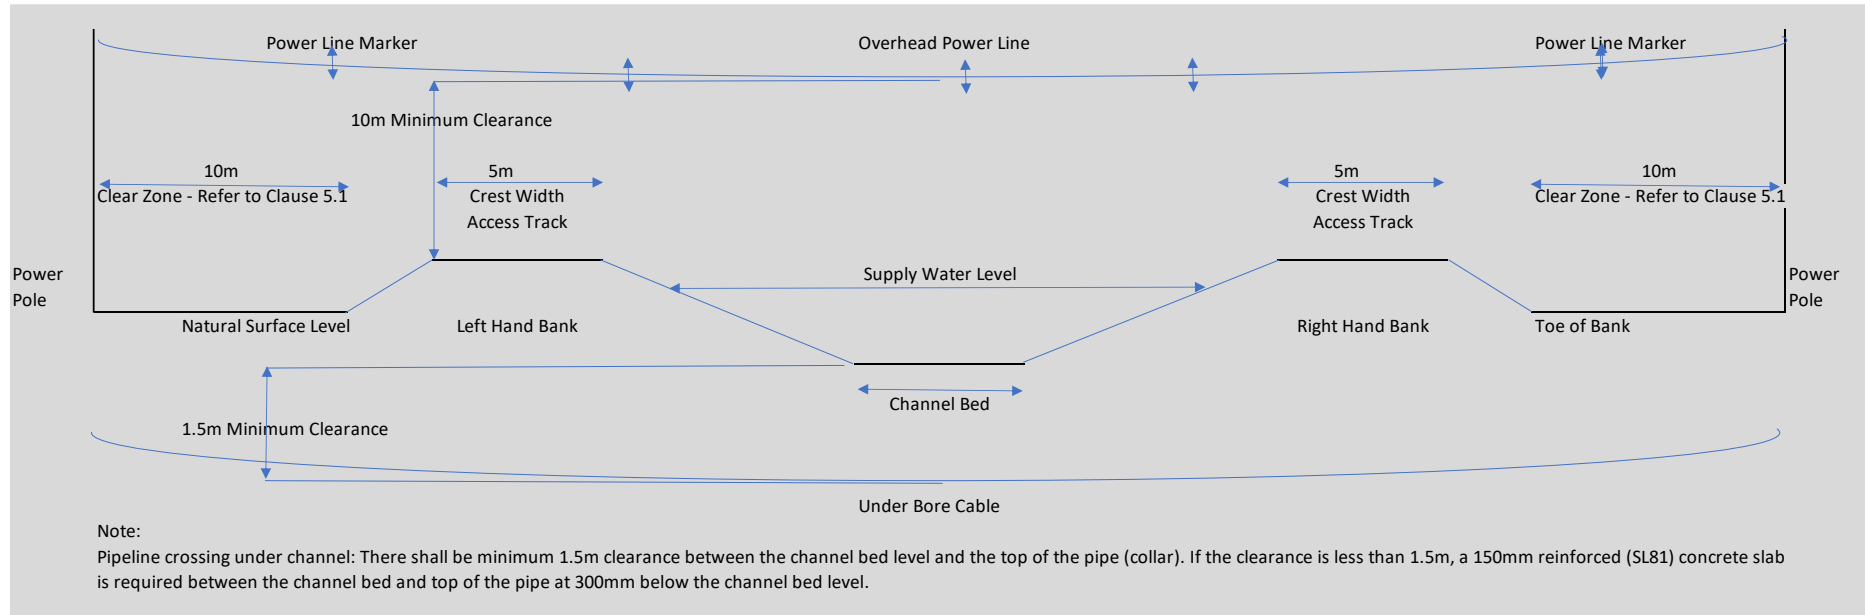 Power Line Marker
Overhead Power Line
Power Line Marker
10m Minimum Clearance
10m
Clear Zone - Refer to Clause 5.1
5m
Crest Width
Access Track
5m
Crest Width
Access Track
10m
Clear Zone - Refer to Clause 5.1
Power
Pole
Supply Water Level
Power
Pole
Natural Surface Level
Left Hand Bank
Right Hand Bank
Toe of Bank
Channel Bed
1.5m Minimum Clearance
Under Bore Cable
Note:
Pipeline crossing under channel: There shall be minimum 1.5m clearance between the channel bed level and the top of the pipe (collar). If the clearance is less than 1.5m, a 150mm reinforced (SL81) concrete slab
is required between the channel bed and top of the pipe at 300mm below the channel bed level.